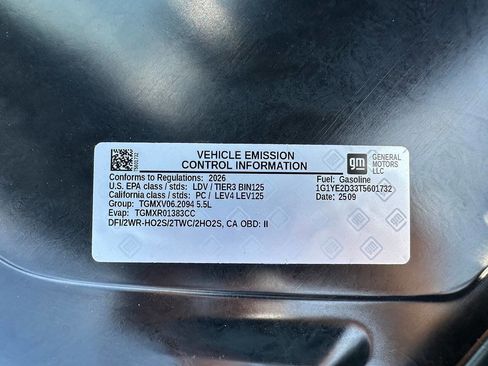 VEHICLE EMISSION
CONTROL INFORMATION
gm
GENERAL
MOTORS
LLC
Conforms to Regulations: 2026
U.S. EPA class / stds: LDV / TIER3 BIN125
California class / stds: PC / LEV4 LEV125
Group: TGMXV06.2094 5.5L
Evap: TGMXR01383CC
DFI/2WR-HO2S/2TWC/2HO2S, CA OBD: II
Fuel: Gasoline
1G1YE2D33T5601732
Date: 2509